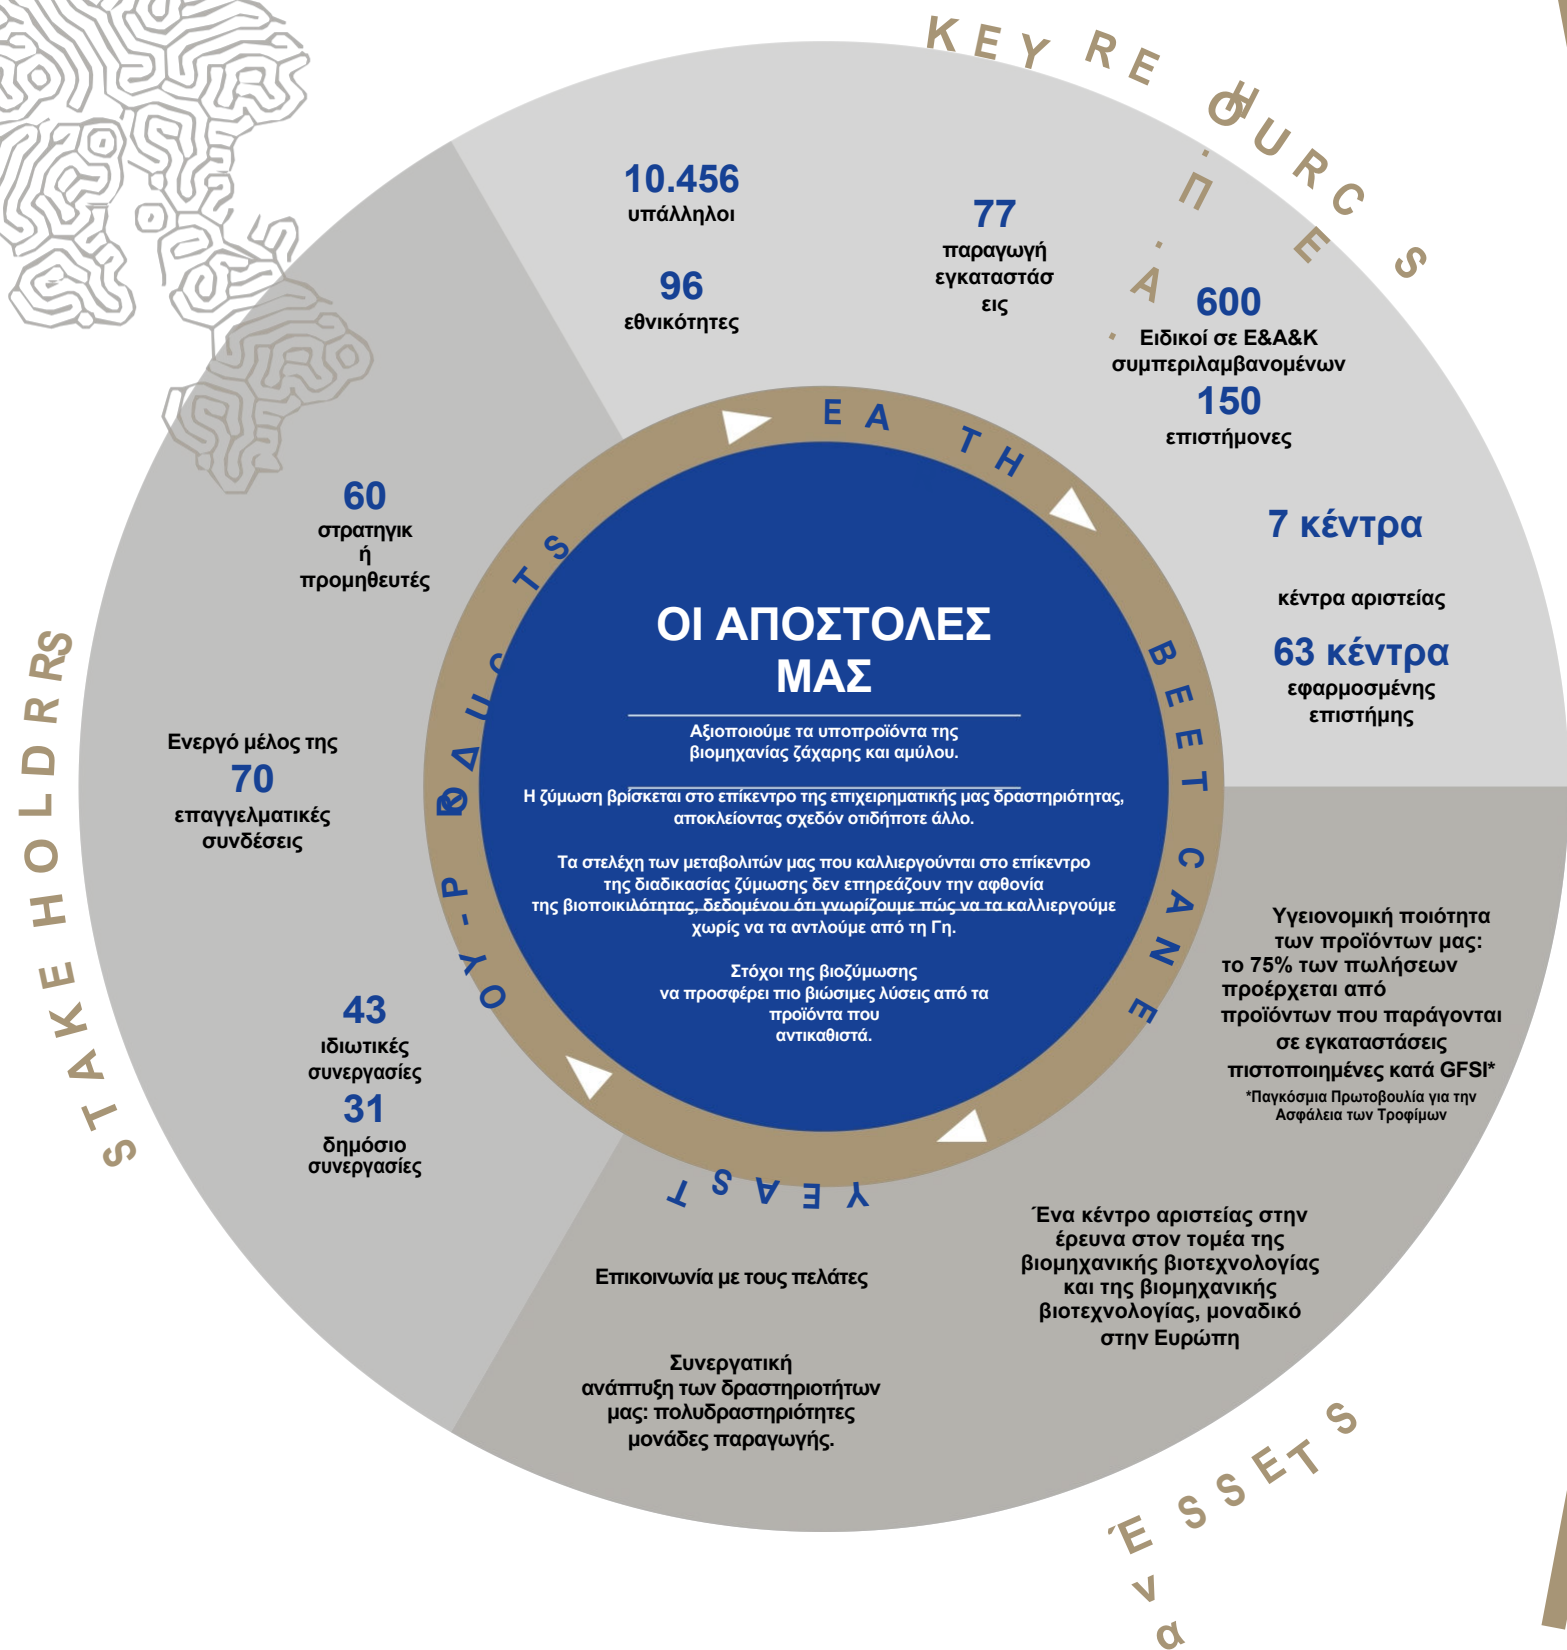 KEY RE OURC S
Η
.
Π
Ε
.
Α
.
10.456
υπάλληλοι
96
εθνικότητες
77
παραγωγή
εγκαταστάσ
εις
600
Ειδικοί σε Ε&Α&Κ
συμπεριλαμβανομένων
150
επιστήμονες
7 κέντρα
κέντρα αριστείας
63 κέντρα
εφαρμοσμένης
επιστήμης
60
στρατηγικ
ή
προμηθευτές
STAKE HOLDR
Ενεργό μέλος της
70
επαγγελματικές
συνδέσεις
43
ιδιωτικές
συνεργασίες
31
δημόσιο
συνεργασίες
EA TH
BEET CANE
YEAST
ΟΙ ΑΠΟΣΤΟΛΕΣ
ΜΑΣ
Αξιοποιούμε τα υποπροϊόντα της
βιομηχανίας ζάχαρης και αμύλου.
Η ζύμωση βρίσκεται στο επίκεντρο της επιχειρηματικής μας δραστηριότητας,
αποκλείοντας σχεδόν οτιδήποτε άλλο.
Τα στελέχη των μεταβολιτών μας που καλλιεργούνται στο επίκεντρο
της διαδικασίας ζύμωσης δεν επηρεάζουν την αφθονία
της βιοποικιλότητας, δεδομένου ότι γνωρίζουμε πώς να τα καλλιεργούμε
χωρίς να τα αντλούμε από τη Γη.
Στόχοι της βιοζύμωσης
να προσφέρει πιο βιώσιμες λύσεις από τα
προϊόντα που
αντικαθιστά.
Υγειονομική ποιότητα
των προϊόντων μας:
το 75% των πωλήσεων
προέρχεται από
προϊόντων που παράγονται
σε εγκαταστάσεις
πιστοποιημένες κατά GFSI*
*Παγκόσμια Πρωτοβουλία για την
Ασφάλεια των Τροφίμων
Ένα κέντρο αριστείας στην
έρευνα στον τομέα της
βιομηχανικής βιοτεχνολογίας
και της βιομηχανικής
βιοτεχνολογίας, μοναδικό
στην Ευρώπη
Επικοινωνία με τους πελάτες
Συνεργατική
ανάπτυξη των δραστηριοτήτων
μας: πολυδραστηριότητες
μονάδες παραγωγής.
SSETS
Έ
ν
α